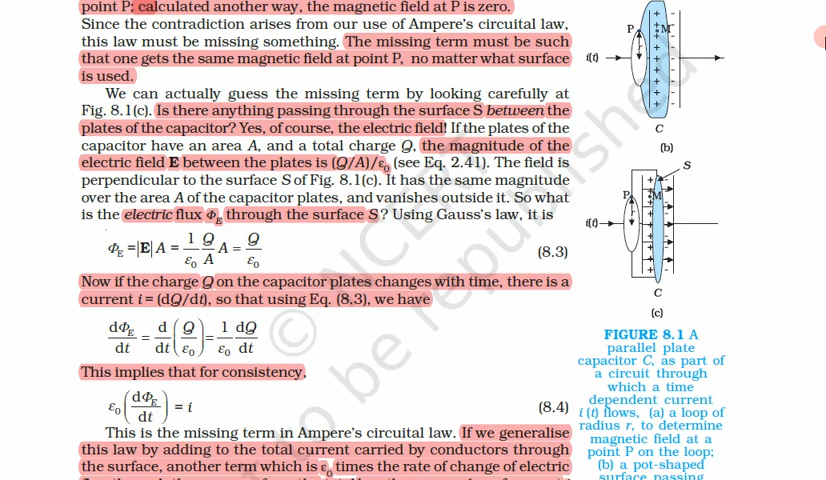 point P; calculated another way, the magnetic field at P is zero.
Since the contradiction arises from our use of Ampere's circuital law,
this law must be missing something. The missing term must be such
that one gets the same magnetic field at point P, no matter what surface
is used.
We can actually guess the missing term by looking carefully at
Fig. 8.1(c). Is there anything passing through the surface S between the
plates of the capacitor? Yes, of course, the electric field! If the plates of the
capacitor have an area A, and a total charge Q, the magnitude of the
electric field E between the plates is (Q/A)/ε₀ (see Eq. 2.41). The field is
perpendicular to the surface S of Fig. 8.1(c). It has the same magnitude
over the area A of the capacitor plates, and vanishes outside it. So what
is the electric flux Φ_E through the surface S? Using Gauss's law, it is
Φ_E = |E| A = 1/ε₀ Q/A A = Q/ε₀ (8.3)
Now if the charge Q on the capacitor plates changes with time, there is a
current i = (dQ/dt), so that using Eq. (8.3), we have
dΦ_E/dt = d/dt (Q/ε₀) = 1/ε₀ dQ/dt
This implies that for consistency,
ε₀ (dΦ_E/dt) = i (8.4)
This is the missing term in Ampere's circuital law. If we generalise
this law by adding to the total current carried by conductors through
the surface, another term which is ε₀ times the rate of change of electric
P
M
r
i(t)
C
(b)
S
P
M
r
i(t)
C
(c)
FIGURE 8.1 A
parallel plate
capacitor C, as part of
a circuit through
which a time
dependent current
i (t) flows, (a) a loop of
radius r, to determine
magnetic field at a
point P on the loop;
(b) a pot-shaped
surface passing
© NCERT
to be republished